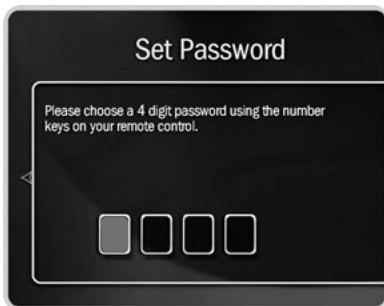 Set Password
Please choose a 4 digit password using the number
keys on your remote control.